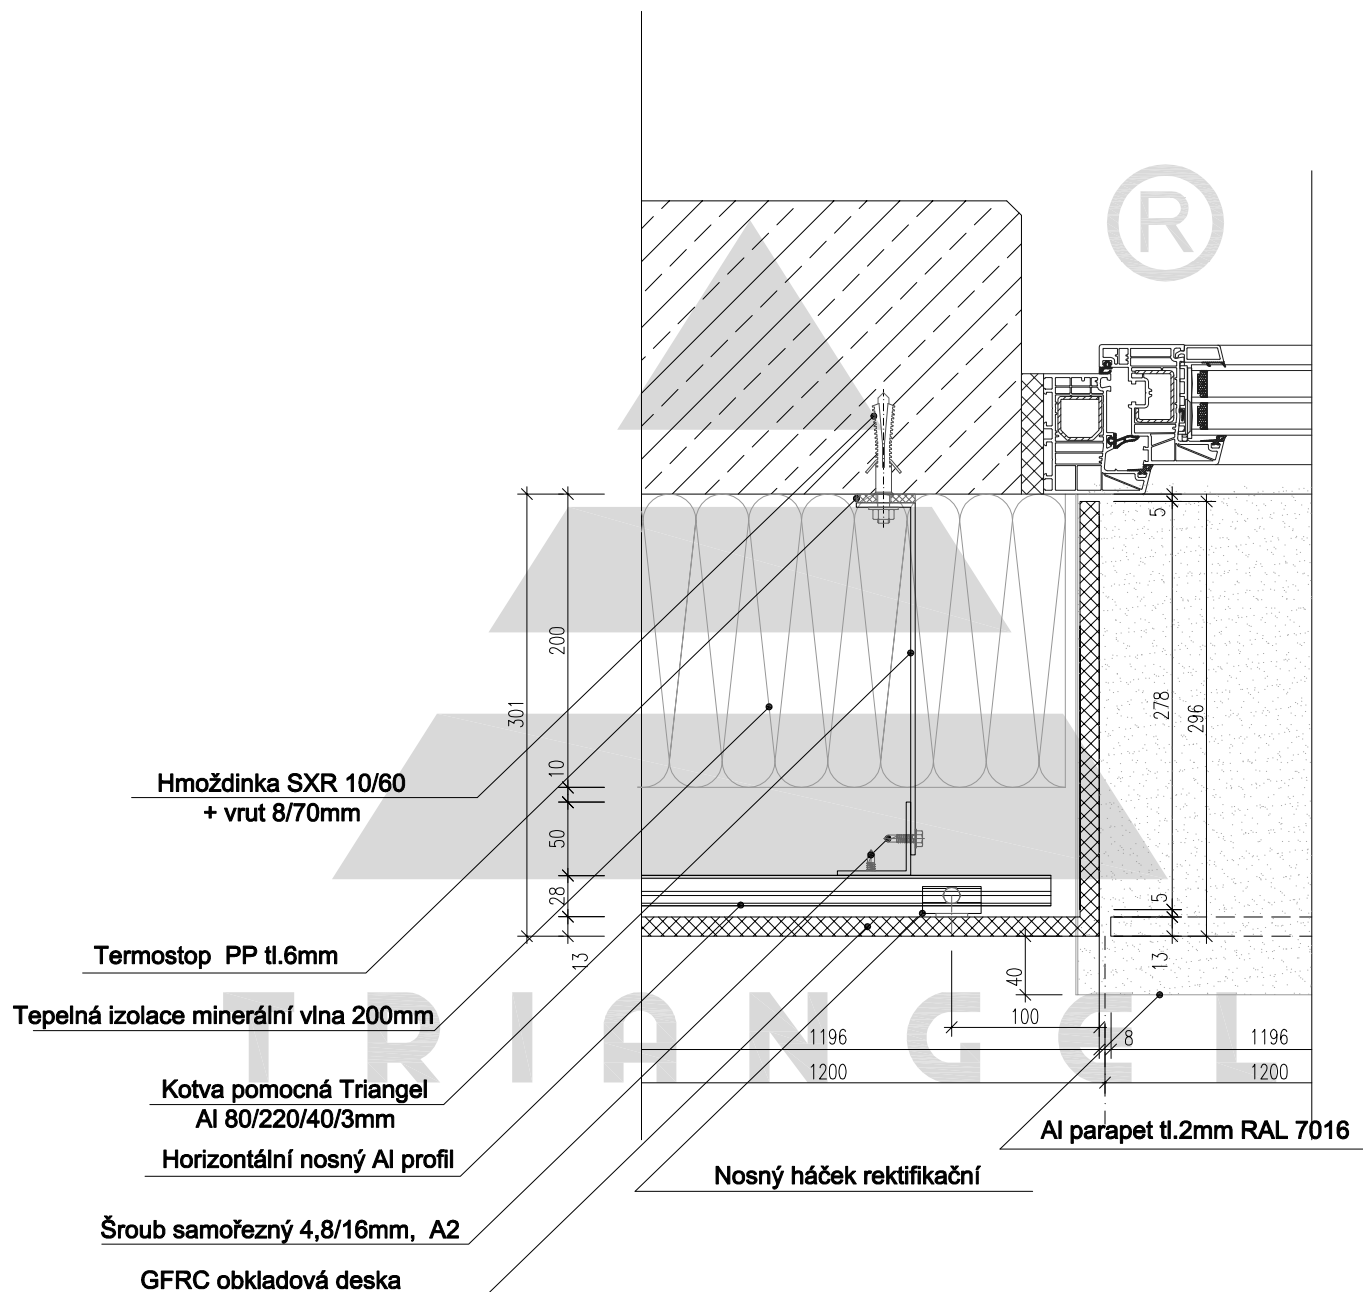 ®
5
200
301
278
296
10
50
28
5
13
13
40
100
8
1196
1196
1200
1200
Hmoždinka SXR 10/60
+ vrut 8/70mm
Termostop PP tl.6mm
Tepelná izolace minerální vlna 200mm
TRIANGEL
Kotva pomocná Triangel
Al 80/220/40/3mm
Horizontální nosný Al profil
Al parapet tl.2mm RAL 7016
Nosný háček rektifikační
Šroub samořezný 4,8/16mm, A2
GFRC obkladová deska